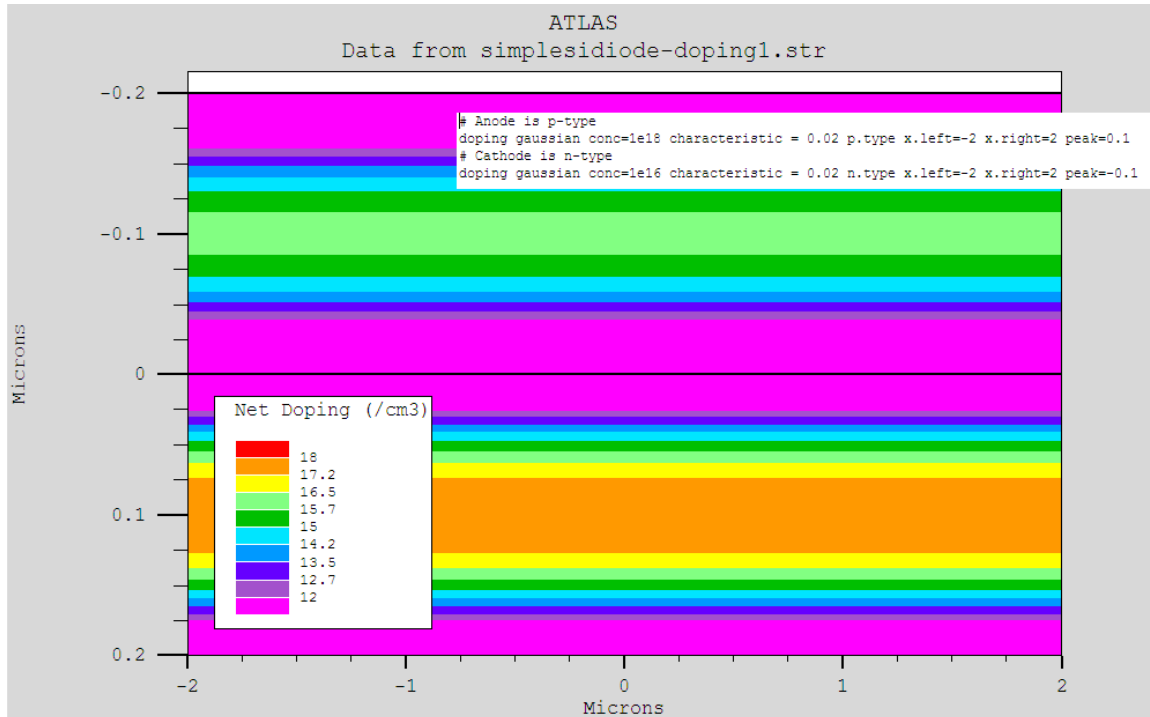 ATLAS
Data from simplesidiode-doping1.str
-0.2
# Anode is p-type
doping gaussian conc=1e18 characteristic = 0.02 p.type x.left=-2 x.right=2 peak=0.1
# Cathode is n-type
doping gaussian conc=1e16 characteristic = 0.02 n.type x.left=-2 x.right=2 peak=-0.1
-0.1
Microns
0
Net Doping (/cm3)
18
17.2
16.5
15.7
15
14.2
13.5
12.7
12
0.1
0.2
-2 -1 0 1 2
Microns